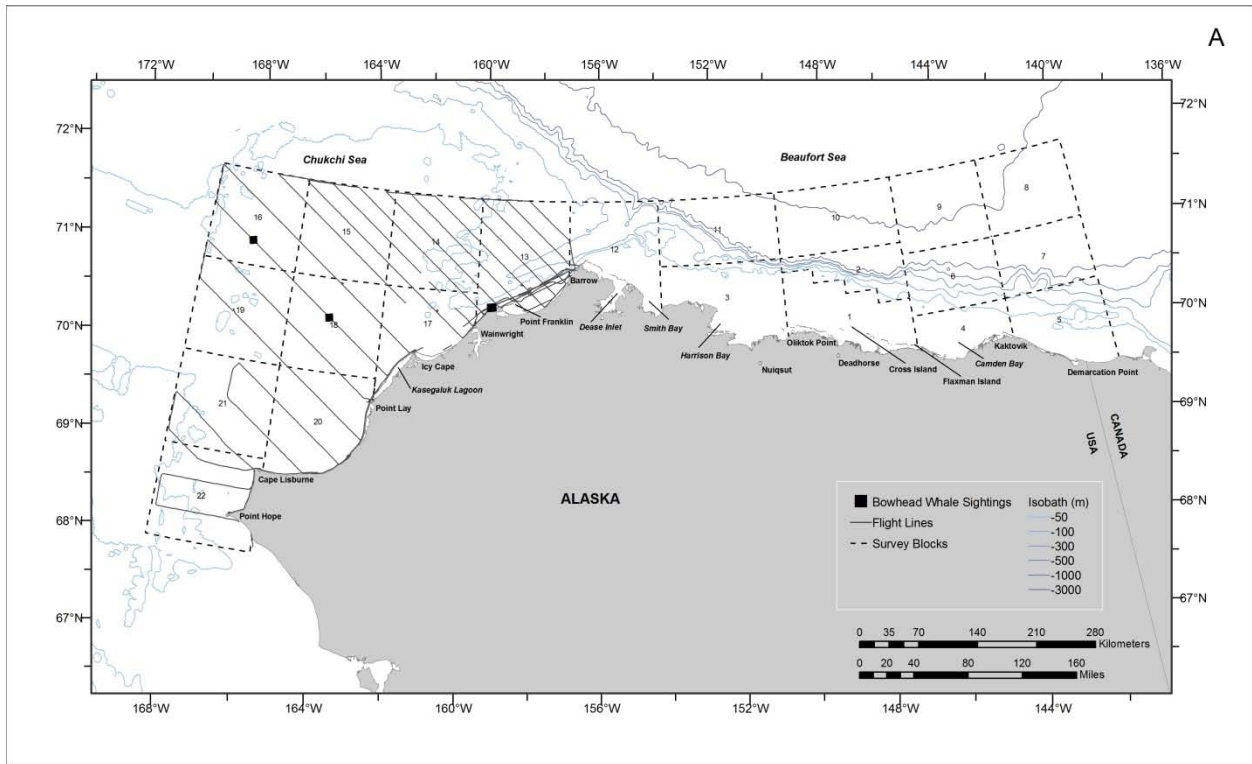 A
172°W 168°W 164°W 160°W 156°W 152°W 148°W 144°W 140°W 136°W
72°N 72°N
Chukchi Sea Beaufort Sea
8
16 9
15 10
71°N 71°N
14 11
13 12 7
2 6
Barrow
19 18 17 3
70°N 70°N
Point Franklin Dease Inlet Smith Bay 1 5
Wainwright 4
Harrison Bay Oliktok Point Kaktovik
Icy Cape Nuiqsut Deadhorse Cross Island Camden Bay Demarcation Point
Flaxman Island
Kasegaluk Lagoon
21 Point Lay
69°N 69°N
20
USA CANADA
Cape Lisburne
22 ALASKA
68°N Point Hope 68°N
Bowhead Whale Sightings
Flight Lines
Survey Blocks
Isobath (m)
-50
-100
-300
-500
-1000
-3000
67°N 67°N
0 35 70 140 210 280
Kilometers
0 20 40 80 120 160
Miles
168°W 164°W 160°W 156°W 152°W 148°W 144°W